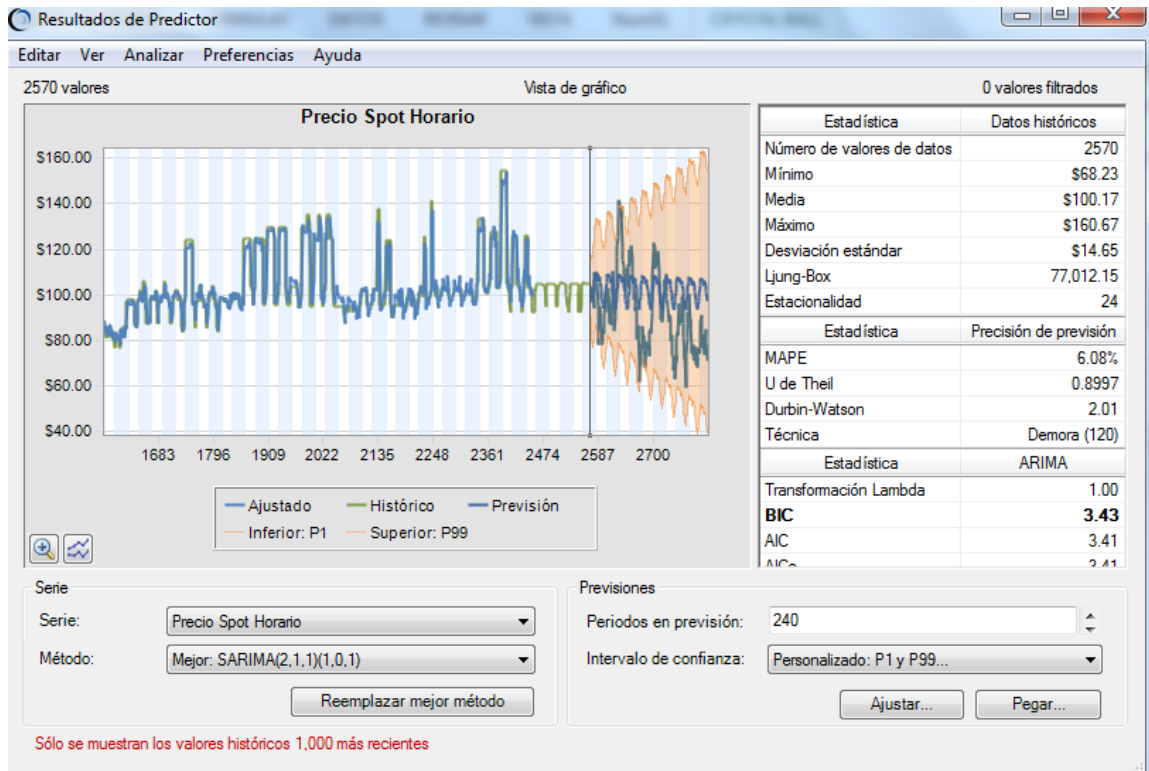 Resultados de Predictor
Editar Ver Analizar Preferencias Ayuda
2570 valores Vista de gráfico 0 valores filtrados
Precio Spot Horario
$160.00
$140.00
$120.00
$100.00
$80.00
$60.00
$40.00
1683 1796 1909 2022 2135 2248 2361 2474 2587 2700
Ajustado Histórico Previsión
Inferior: P1 Superior: P99
Estadística Datos históricos
Número de valores de datos 2570
Mínimo $68.23
Media $100.17
Máximo $160.67
Desviación estándar $14.65
Ljung-Box 77,012.15
Estacionalidad 24
Estadística Precisión de previsión
MAPE 6.08%
U de Theil 0.8997
Durbin-Watson 2.01
Técnica Demora (120)
Estadística ARIMA
Transformación Lambda 1.00
BIC 3.43
AIC 3.41
AICc 3.41
Serie
Serie: Precio Spot Horario
Método: Mejor: SARIMA(2,1,1)(1,0,1)
Reemplazar mejor método
Previsiones
Periodos en previsión: 240
Intervalo de confianza: Personalizado: P1 y P99...
Ajustar... Pegar...
Sólo se muestran los valores históricos 1,000 más recientes